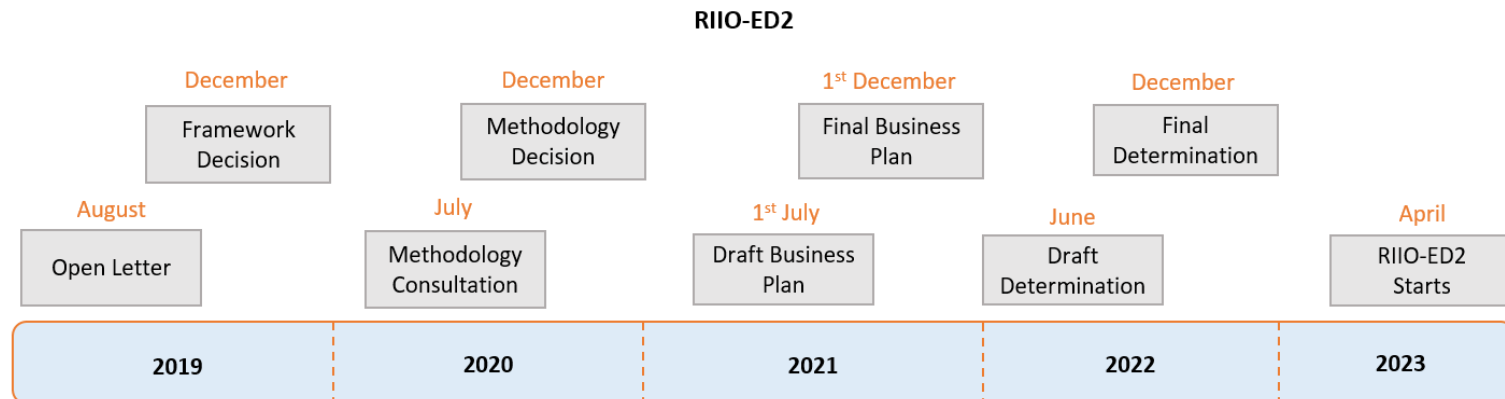 RIIO-ED2
December
Framework
Decision
December
Methodology
Decision
1st December
Final Business
Plan
December
Final
Determination
August
Open Letter
July
Methodology
Consultation
1st July
Draft Business
Plan
June
Draft
Determination
April
RIIO-ED2
Starts
2019
2020
2021
2022
2023